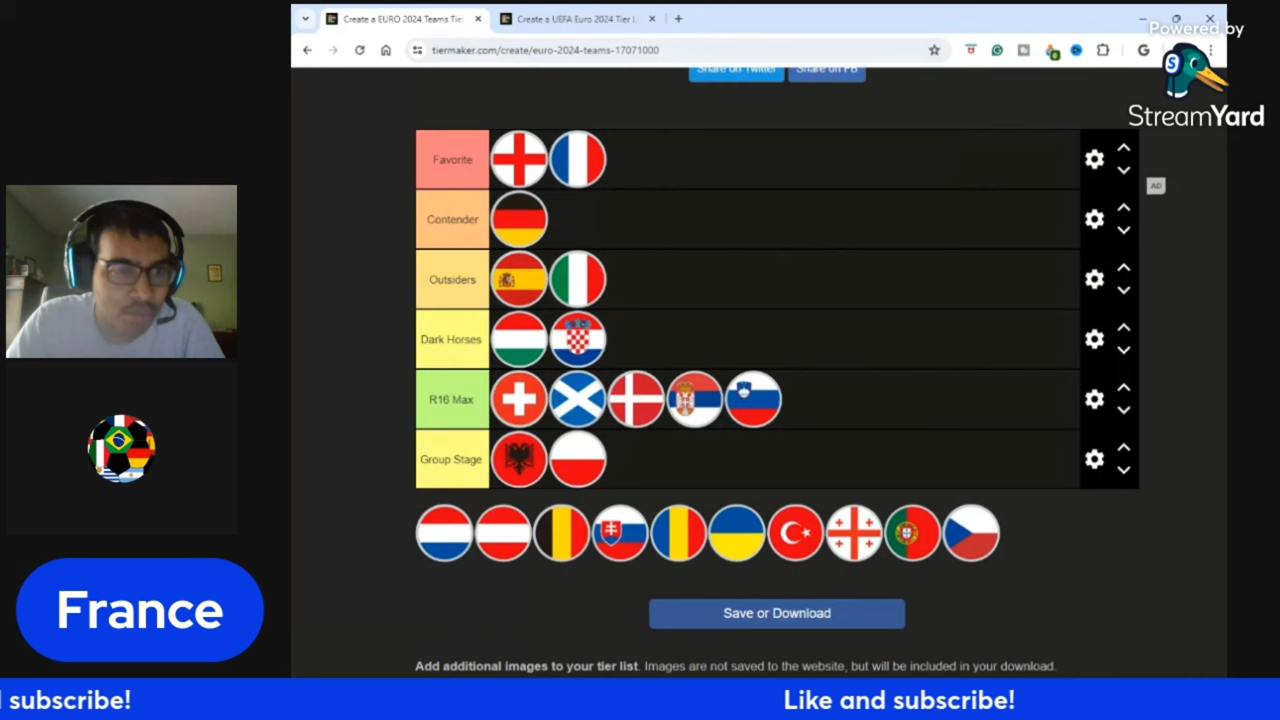 Create a EURO 2024 Teams Tie
Create a UEFA Euro 2024 Tier L
tiermaker.com/create/euro-2024-teams-17071000
Powered by
StreamYard
Share on Twitter
Share on FB
Favorite
AD
Contender
Outsiders
Dark Horses
R16 Max
Group Stage
France
Save or Download
Add additional images to your tier list. Images are not saved to the website, but will be included in your download.
subscribe!
Like and subscribe!